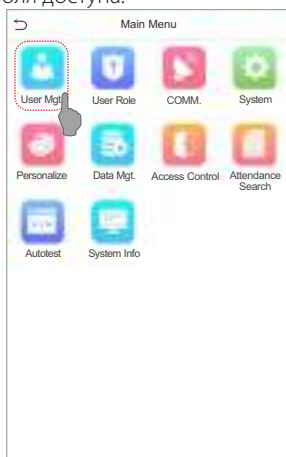 доступа.
Main Menu
User Mgt.
User Role
COMM.
System
Personalize
Data Mgt.
Access Control
Attendance
Search
Autotest
System Info